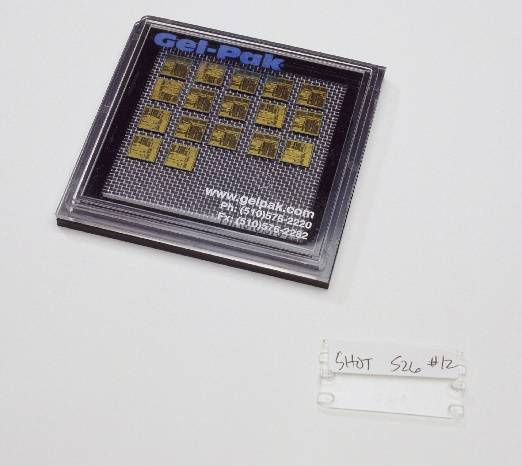 Gel-Pak
www.gelpak.com
Ph: (510)576-2220
Fx: (510)576-2282
SHOT S26 #12